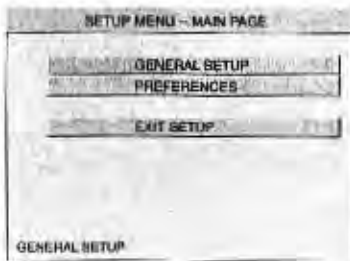 SETUP MENU – MAIN PAGE
GENERAL SETUP
PREFERENCES
EXIT SETUP
GENERAL SETUP